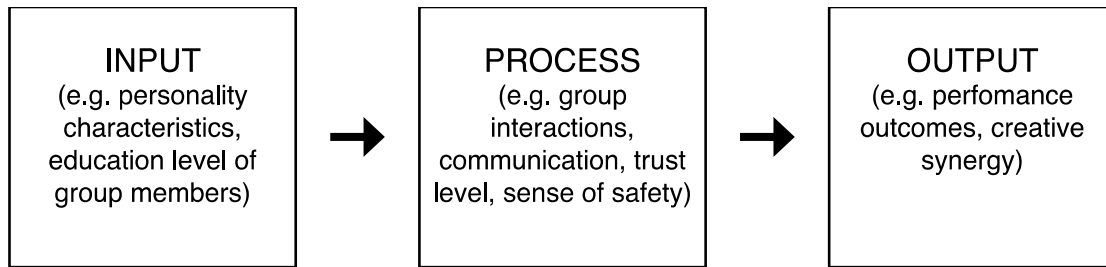 INPUT
(e.g. personality
characteristics,
education level of
group members)
PROCESS
(e.g. group
interactions,
communication, trust
level, sense of safety)
OUTPUT
(e.g. perfomance
outcomes, creative
synergy)